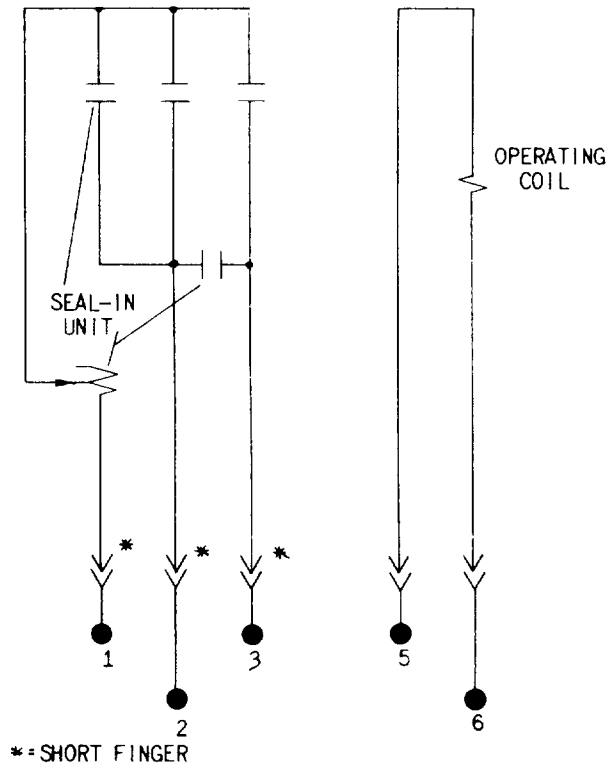 OPERATING
COIL
SEAL-IN
UNIT
* * *
1 3 5
2 6
*=SHORT FINGER